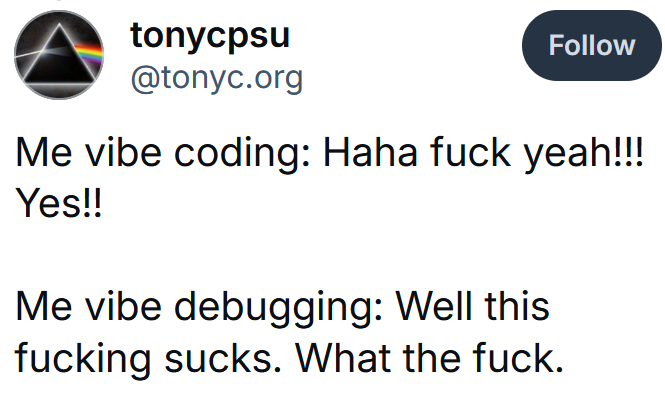 tonycpsu
@tonyc.org
Follow
Me vibe coding: Haha fuck yeah!!!
Yes!!
Me vibe debugging: Well this
fucking sucks. What the fuck.